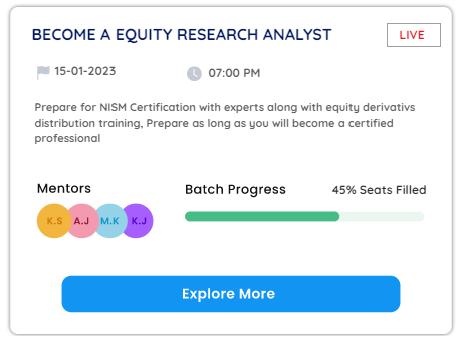 BECOME A EQUITY RESEARCH ANALYST
LIVE
15-01-2023
07:00 PM
Prepare for NISM Certification with experts along with equity derivativs
distribution training, Prepare as long as you will become a certified
professional
Mentors
Batch Progress
45% Seats Filled
K.S
A.J
M.K
K.J
Explore More